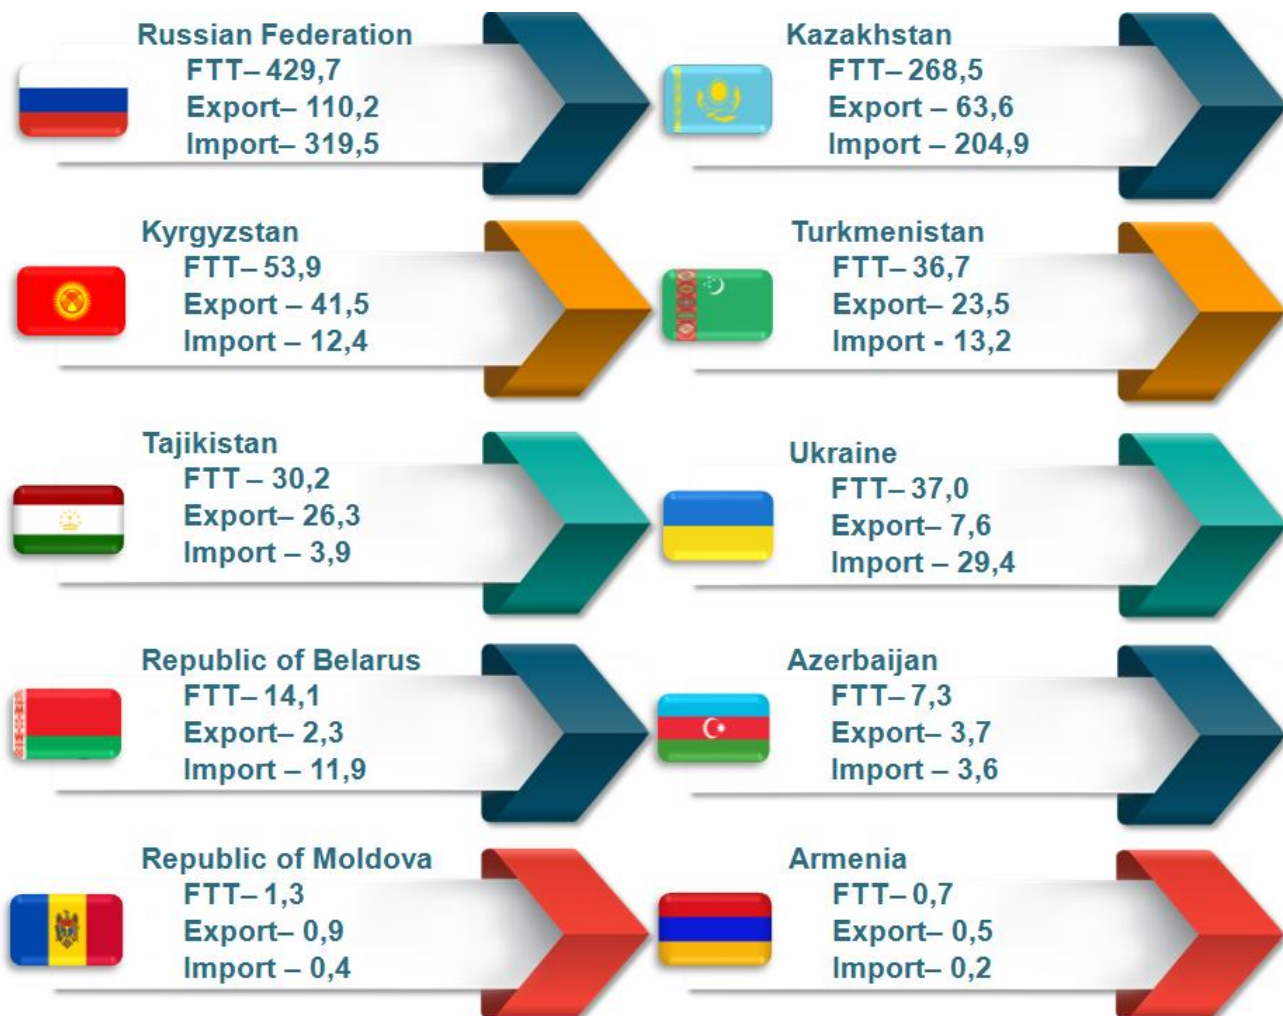 Russian Federation
FTT– 429,7
Export– 110,2
Import– 319,5
Kazakhstan
FTT– 268,5
Export – 63,6
Import – 204,9
Kyrgyzstan
FTT– 53,9
Export – 41,5
Import – 12,4
Turkmenistan
FTT– 36,7
Export– 23,5
Import - 13,2
Tajikistan
FTT – 30,2
Export– 26,3
Import – 3,9
Ukraine
FTT– 37,0
Export– 7,6
Import – 29,4
Republic of Belarus
FTT– 14,1
Export– 2,3
Import – 11,9
Azerbaijan
FTT– 7,3
Export– 3,7
Import – 3,6
Republic of Moldova
FTT– 1,3
Export– 0,9
Import – 0,4
Armenia
FTT– 0,7
Export– 0,5
Import– 0,2